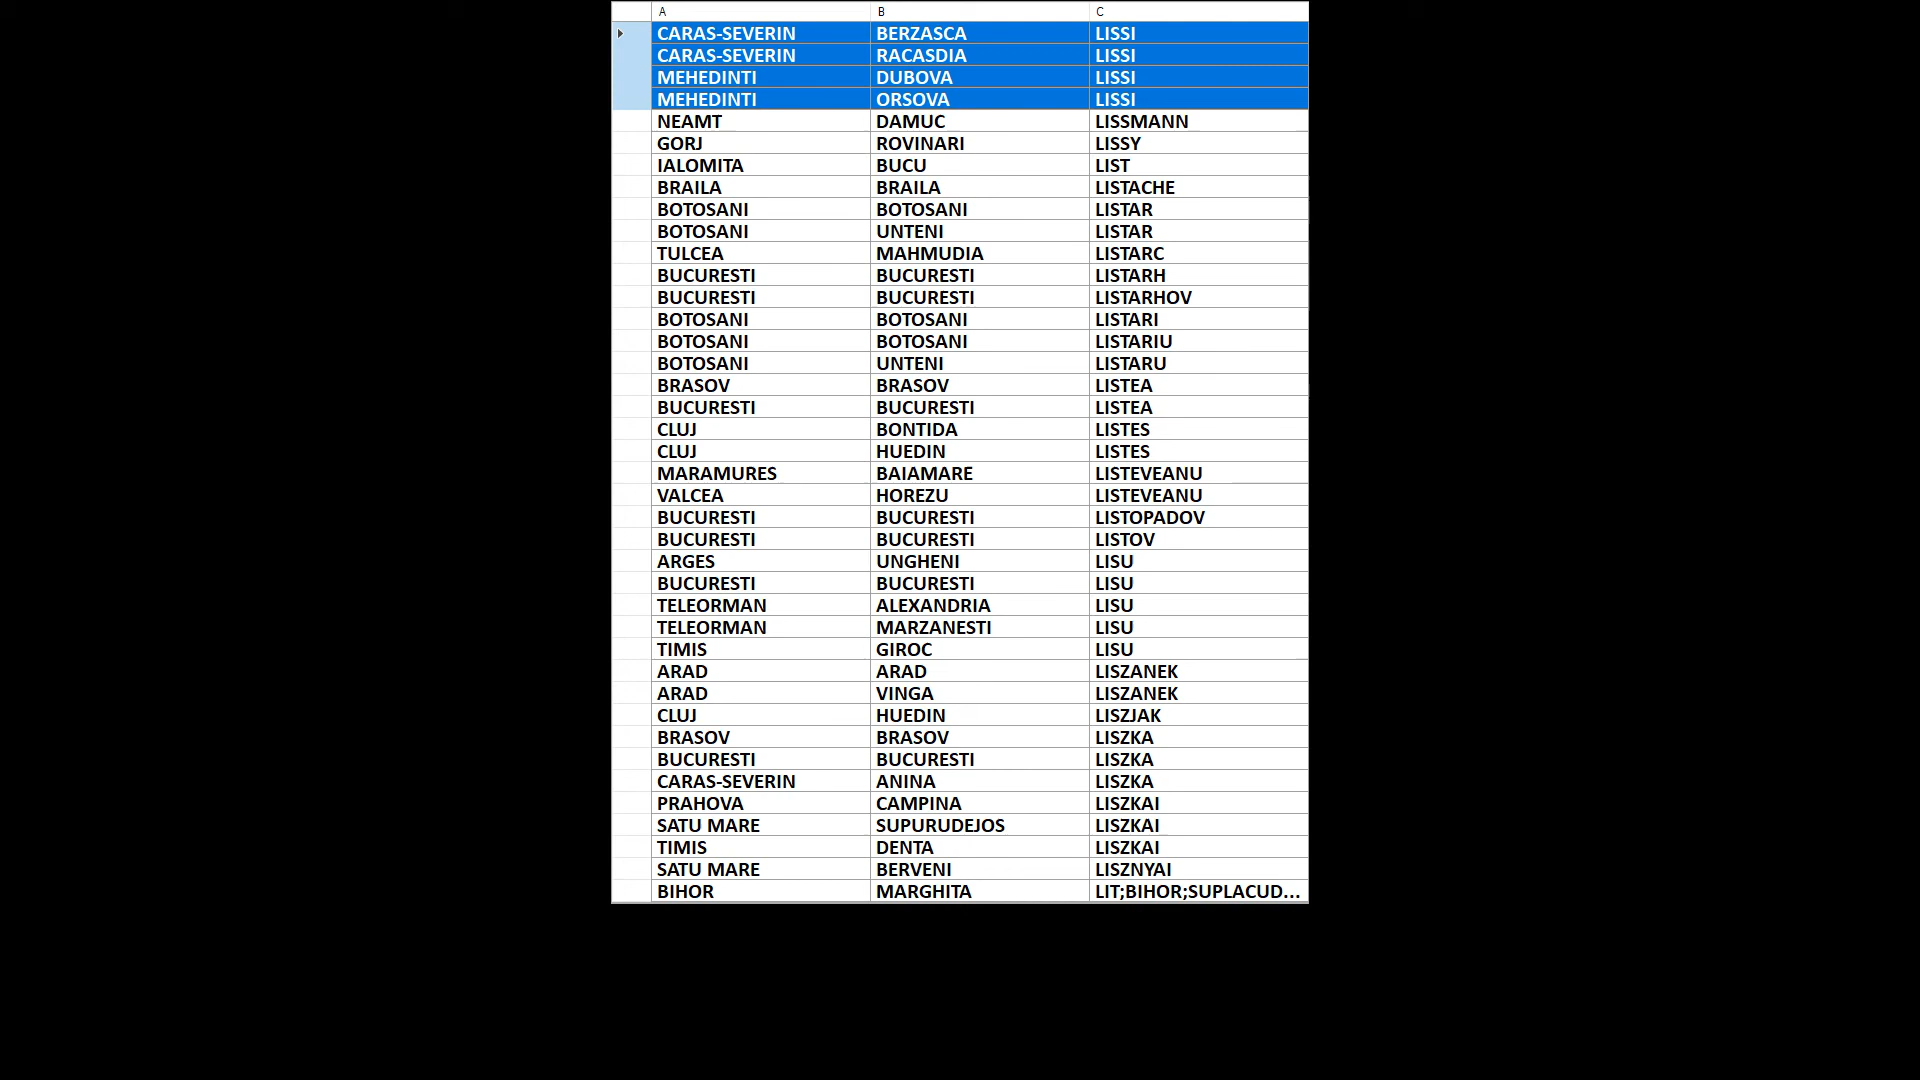 A B C
CARAS-SEVERIN BERZASCA LISSI
CARAS-SEVERIN RACASDIA LISSI
MEHEDINTI DUBOVA LISSI
MEHEDINTI ORSOVA LISSI
NEAMT DAMUC LISSMANN
GORJ ROVINARI LISSY
IALOMITA BUCU LIST
BRAILA BRAILA LISTACHE
BOTOSANI BOTOSANI LISTAR
BOTOSANI UNTENI LISTAR
TULCEA MAHMUDIA LISTARC
BUCURESTI BUCURESTI LISTARH
BUCURESTI BUCURESTI LISTARHOV
BOTOSANI BOTOSANI LISTARI
BOTOSANI BOTOSANI LISTARIU
BOTOSANI UNTENI LISTARU
BRASOV BRASOV LISTEA
BUCURESTI BUCURESTI LISTEA
CLUJ BONTIDA LISTES
CLUJ HUEDIN LISTES
MARAMURES BAIAMARE LISTEVEANU
VALCEA HOREZU LISTEVEANU
BUCURESTI BUCURESTI LISTOPADOV
BUCURESTI BUCURESTI LISTOV
ARGES UNGHENI LISU
BUCURESTI BUCURESTI LISU
TELEORMAN ALEXANDRIA LISU
TELEORMAN MARZANESTI LISU
TIMIS GIROC LISU
ARAD ARAD LISZANEK
ARAD VINGA LISZANEK
CLUJ HUEDIN LISZJAK
BRASOV BRASOV LISZKA
BUCURESTI BUCURESTI LISZKA
CARAS-SEVERIN ANINA LISZKA
PRAHOVA CAMPINA LISZKAI
SATU MARE SUPURUDEJOS LISZKAI
TIMIS DENTA LISZKAI
SATU MARE BERVENI LISZNYAI
BIHOR MARGHITA LIT;BIHOR;SUPLACUD...